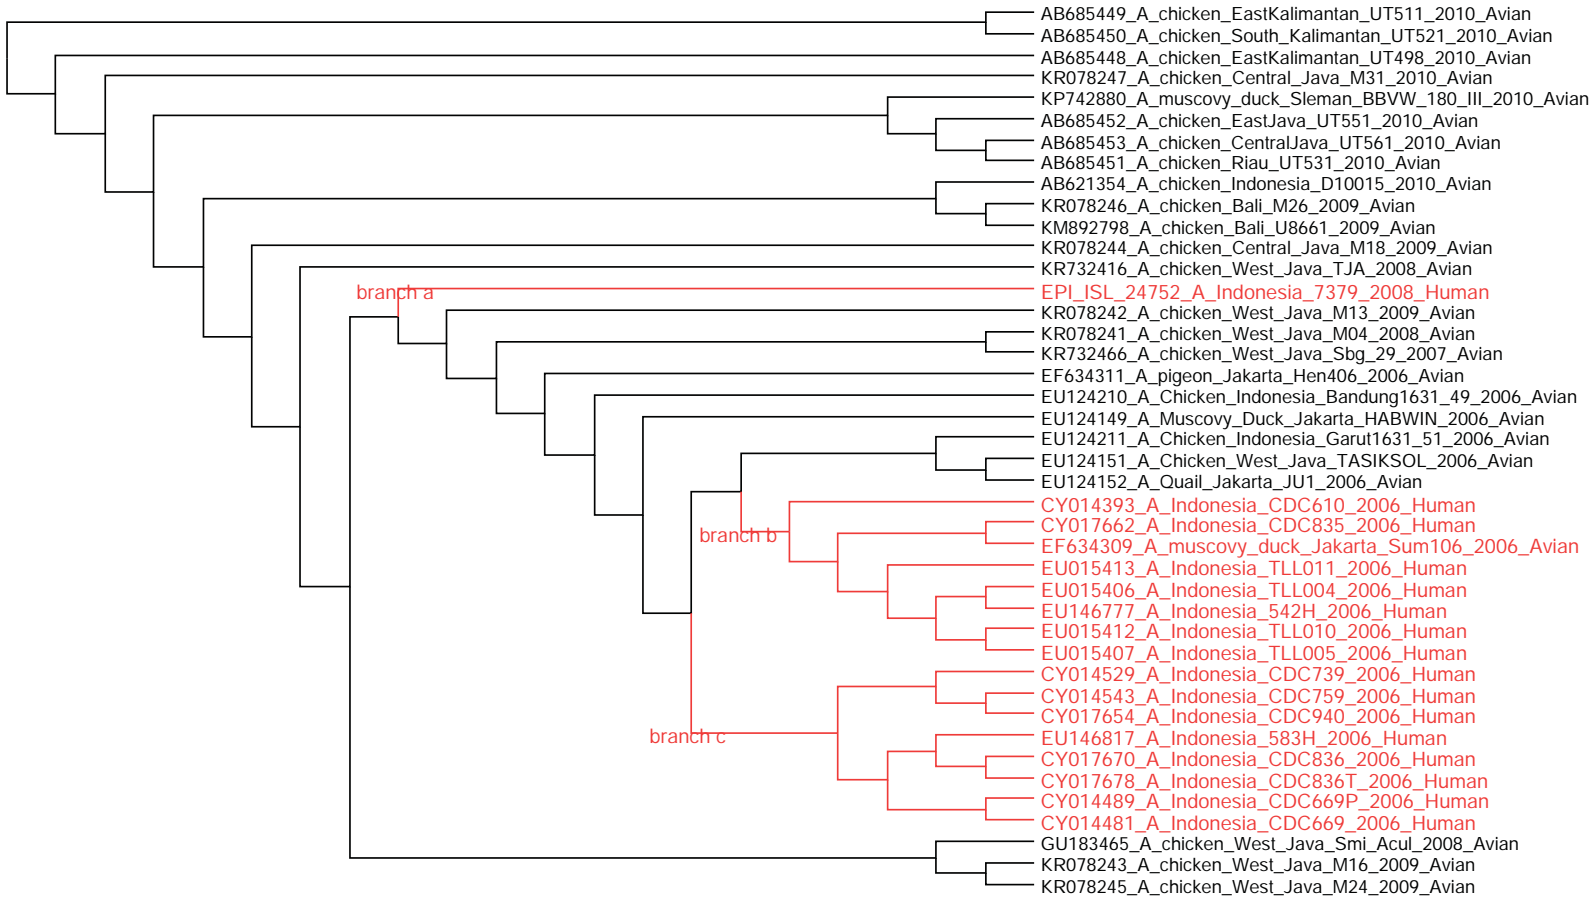 AB685449_A_chicken_EastKalimantan_UT511_2010_Avian
AB685450_A_chicken_South_Kalimantan_UT521_2010_Avian
AB685448_A_chicken_EastKalimantan_UT498_2010_Avian
KR078247_A_chicken_Central_Java_M31_2010_Avian
KP742880_A_muscovy_duck_Sleman_BBVW_180_III_2010_Avian
AB685452_A_chicken_EastJava_UT551_2010_Avian
AB685453_A_chicken_CentralJava_UT561_2010_Avian
AB685451_A_chicken_Riau_UT531_2010_Avian
AB621354_A_chicken_Indonesia_D10015_2010_Avian
KR078246_A_chicken_Bali_M26_2009_Avian
KM892798_A_chicken_Bali_U8661_2009_Avian
KR078244_A_chicken_Central_Java_M18_2009_Avian
KR732416_A_chicken_West_Java_TJA_2008_Avian
branch a
EPI_ISL_24752_A_Indonesia_7379_2008_Human
KR078242_A_chicken_West_Java_M13_2009_Avian
KR078241_A_chicken_West_Java_M04_2008_Avian
KR732466_A_chicken_West_Java_Sbg_29_2007_Avian
EF634311_A_pigeon_Jakarta_Hen406_2006_Avian
EU124210_A_Chicken_Indonesia_Bandung1631_49_2006_Avian
EU124149_A_Muscovy_Duck_Jakarta_HABWIN_2006_Avian
EU124211_A_Chicken_Indonesia_Garut1631_51_2006_Avian
EU124151_A_Chicken_West_Java_TASIKSOL_2006_Avian
EU124152_A_Quail_Jakarta_JU1_2006_Avian
CY014393_A_Indonesia_CDC610_2006_Human
CY017662_A_Indonesia_CDC835_2006_Human
branch b
EF634309_A_muscovy_duck_Jakarta_Sum106_2006_Avian
EU015413_A_Indonesia_TLL011_2006_Human
EU015406_A_Indonesia_TLL004_2006_Human
EU146777_A_Indonesia_542H_2006_Human
EU015412_A_Indonesia_TLL010_2006_Human
EU015407_A_Indonesia_TLL005_2006_Human
CY014529_A_Indonesia_CDC739_2006_Human
CY014543_A_Indonesia_CDC759_2006_Human
CY017654_A_Indonesia_CDC940_2006_Human
branch c
EU146817_A_Indonesia_583H_2006_Human
CY017670_A_Indonesia_CDC836_2006_Human
CY017678_A_Indonesia_CDC836T_2006_Human
CY014489_A_Indonesia_CDC669P_2006_Human
CY014481_A_Indonesia_CDC669_2006_Human
GU183465_A_chicken_West_Java_Smi_Acul_2008_Avian
KR078243_A_chicken_West_Java_M16_2009_Avian
KR078245_A_chicken_West_Java_M24_2009_Avian